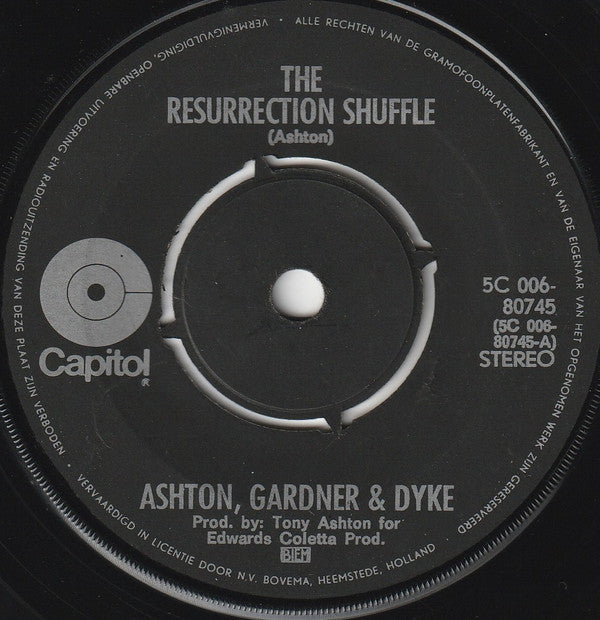 THE
RESURRECTION SHUFFLE
(Ashton)
Capitol
®
5C 006-
80745
(5C 006-
80745-A)
STEREO
ASHTON, GARDNER & DYKE
Prod. by: Tony Ashton for
Edwards Coletta Prod.
BIEM
• ALLE RECHTEN VAN DE GRAMOFOONPLATENFABRIKANT EN VAN DE EIGENAAR VAN HET OPGENOMEN WERK ZIJN GERESERVEERD
VERMENIGVULDIGING, OPENBARE UITVOERING EN RADIOUITZENDING VAN DEZE PLAAT ZIJN VERBODEN •
VERVAARDIGD IN LICENTIE DOOR N.V. BOVEMA, HEEMSTEDE, HOLLAND •